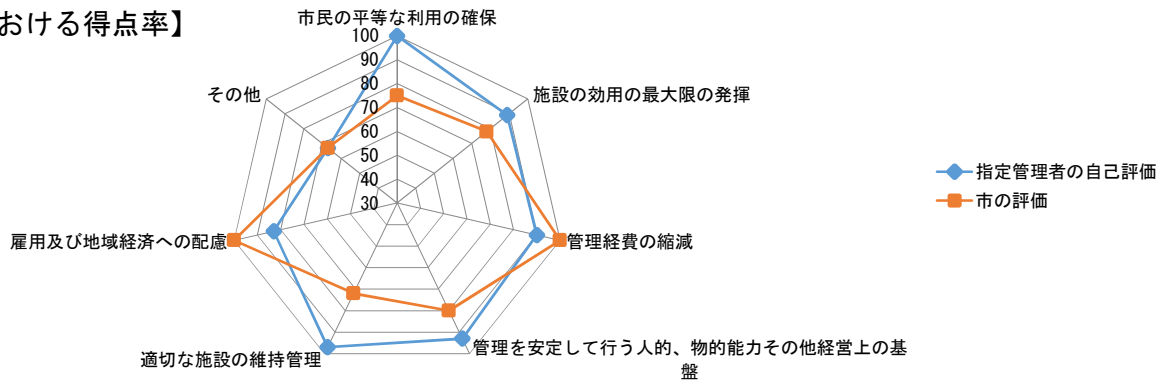 おける得点率】
市民の平等な利用の確保
100
90
80
70
60
50
40
30
施設の効用の最大限の発揮
管理経費の縮減
管理を安定して行う人的、物的能力その他経営上の基
盤
適切な施設の維持管理
雇用及び地域経済への配慮
その他
指定管理者の自己評価
市の評価